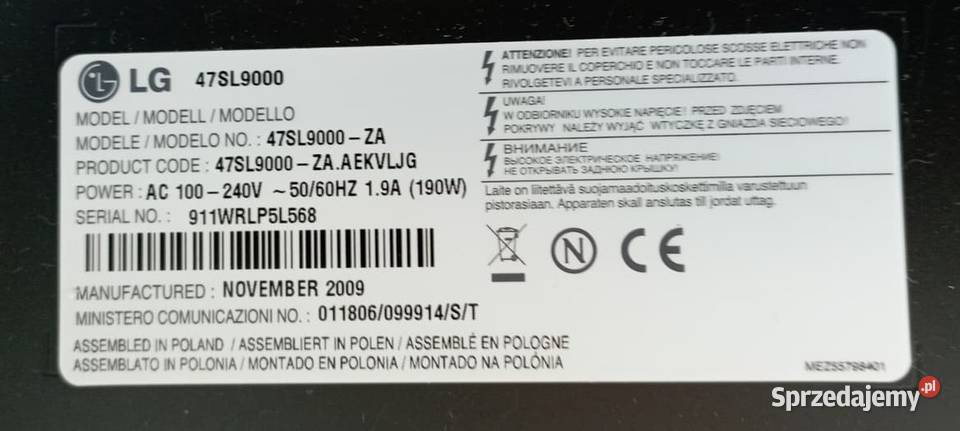 LG 47SL9000
MODEL / MODELL / MODELLO
MODELE / MODELO NO. : 47SL9000-ZA
PRODUCT CODE : 47SL9000-ZA.AEKVLJG
POWER : AC 100-240V ~50/60HZ 1.9A (190W)
SERIAL NO. : 911WRLP5L568
MANUFACTURED : NOVEMBER 2009
MINISTERO COMUNICAZIONI NO. : 011806/099914/S/T
ASSEMBLED IN POLAND / ASSEMBLIERT IN POLEN / ASSEMBLÉ EN POLOGNE
ASSEMBLATO IN POLONIA / MONTADO EN POLONIA / MONTADO NA POLÓNIA
ATTENZIONE! PER EVITARE PERICOLOSE SCOSSE ELETTRICHE NON
RIMUOVERE IL COPERCHIO E NON TOCCARE LE PARTI INTERNE.
RIVOLGETEVI A PERSONALE SPECIALIZZATO.
UWAGA!
W ODBIORNIKU WYSOKIE NAPIĘCIE! PRZED ZDJĘCIEM
POKRYWY NALEŻY WYJĄĆ WTYCZKĘ Z GNIAZDA SIECIOWEGO!
ВНИМАНИЕ
ВЫСОКОЕ ЭЛЕКТРИЧЕСКОЕ НАПРЯЖЕНИЕ!
НЕ ОТКРЫВАТЬ ЗАДНЮЮ КРЫШКУ!
Laite on liitettävä suojamaadoituskoskettimilla varustettuun
pistorasiaan. Apparaten skall anslutas till jordat uttag.
N CE
MEZ55798401
Sprzedajemy.pl